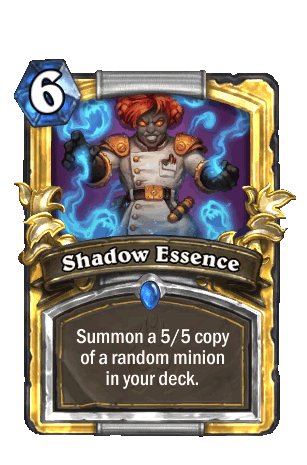 6
Shadow Essence
Summon a 5/5 copy
of a random minion
in your deck.